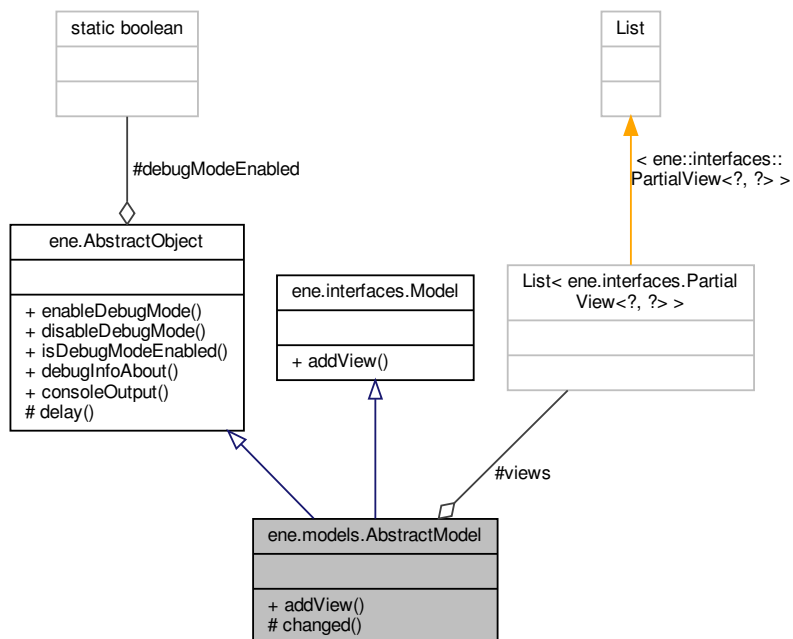 static boolean
List
#debugModeEnabled
< ene::interfaces::
PartialView<?, ?> >
ene.AbstractObject
+ enableDebugMode()
+ disableDebugMode()
+ isDebugModeEnabled()
+ debugInfoAbout()
+ consoleOutput()
# delay()
ene.interfaces.Model
+ addView()
List< ene.interfaces.Partial
View<?, ?> >
#views
ene.models.AbstractModel
+ addView()
# changed()